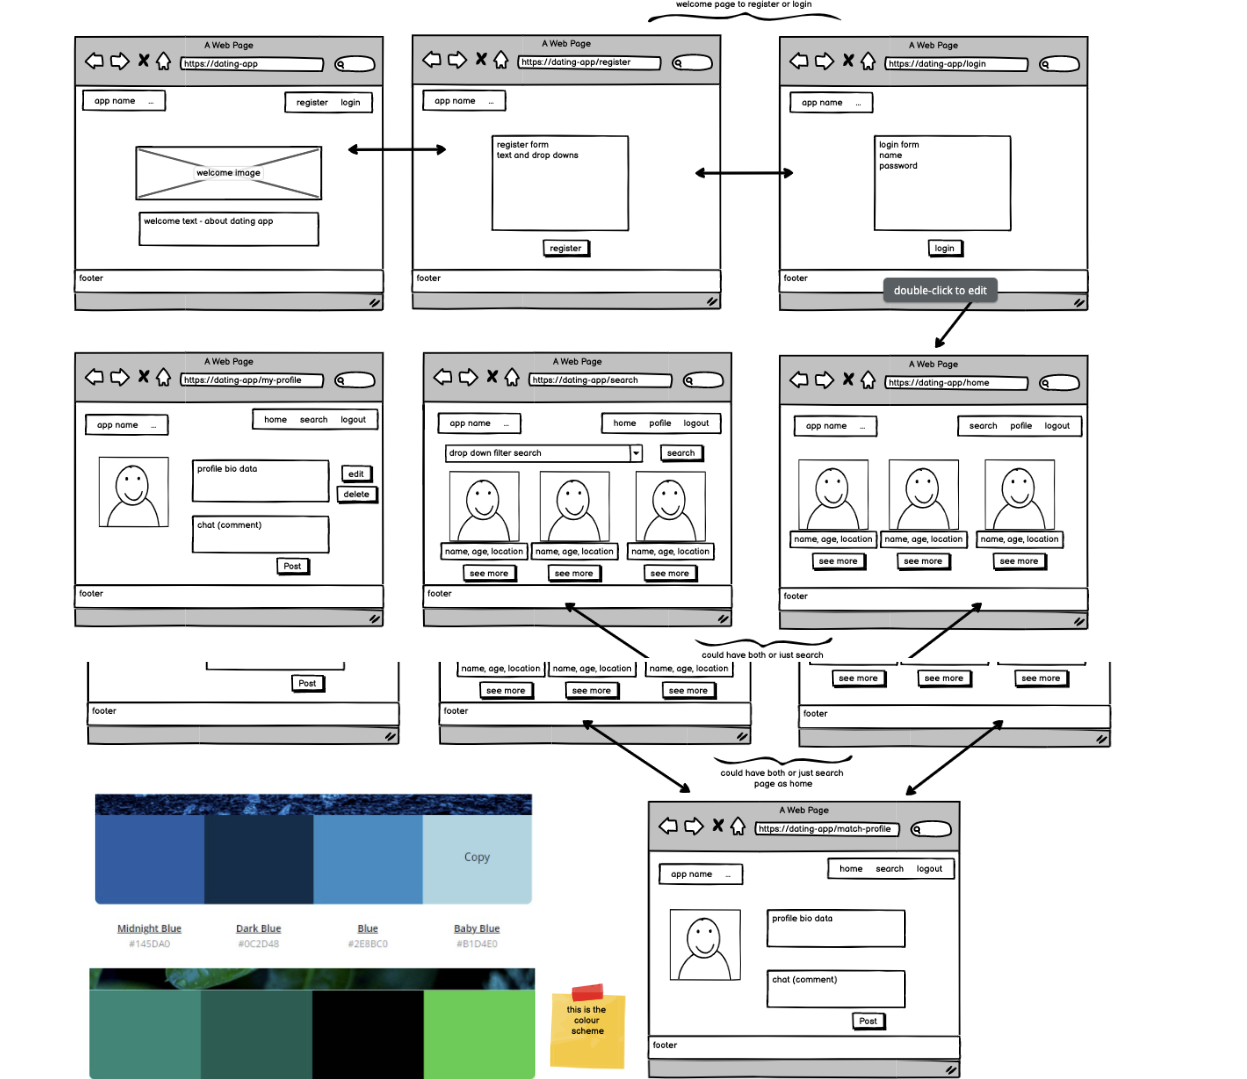 welcome page to register or login
A Web Page
https://dating-app
app name ...
register login
welcome image
welcome text - about dating app
footer
A Web Page
https://dating-app/register
app name ...
register form
text and drop downs
register
footer
A Web Page
https://dating-app/login
app name ...
login form
name
password
login
footer
double-click to edit
A Web Page
https://dating-app/my-profile
app name ...
home search logout
profile bio data
edit
delete
chat (comment)
Post
footer
A Web Page
https://dating-app/search
app name ...
home pofile logout
drop down filter search
search
name, age, location name, age, location name, age, location
see more see more see more
footer
A Web Page
https://dating-app/home
app name ...
search pofile logout
name, age, location name, age, location name, age, location
see more see more see more
footer
could have both or just search
Post
footer
name, age, location name, age, location name, age, location
see more see more see more
footer
see more see more see more
footer
could have both or just search
page as home
Copy
Midnight Blue Dark Blue Blue Baby Blue
#145DA0 #0C2D48 #2E8BC0 #B1D4E0
this is the
colour
scheme
A Web Page
https://dating-app/match-profile
app name ...
home search logout
profile bio data
chat (comment)
Post
footer